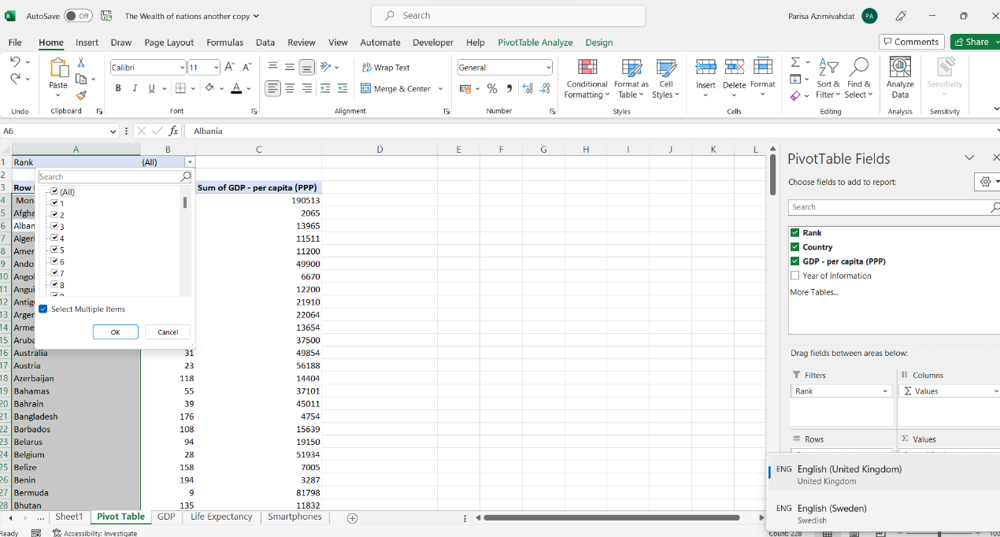 AutoSave Off The Wealth of nations another copy Search Parisa Azimivahdat PA
File Home Insert Draw Page Layout Formulas Data Review View Automate Developer Help PivotTable Analyze Design Comments Share
Paste
Calibri 11
B I U A
Wrap Text
Merge & Center
General
%
Conditional Formatting
Format as Table
Cell Styles
Insert Delete Format
Sort & Filter
Find & Select
Analyze Data
Sensitivity
Undo Clipboard Font Alignment Number Styles Cells Editing Analysis Sensitivity
A6 fx Albania
A B C D E F G H I J K L
1 Rank (All)
2
3 Row Sum of GDP - per capita (PPP)
4 Mon 190513
5 Afgha 2065
6 Alban 13965
7 Algeri 11511
8 Amer 11200
9 Ando 49900
10 Ango 6670
11 Angui 12200
12 Antig 21910
13 Arger 22064
14 Arme 13654
15 Aruba 37500
16 Australia 31 49854
17 Austria 23 56188
18 Azerbaijan 118 14404
19 Bahamas 55 37101
20 Bahrain 39 45011
21 Bangladesh 176 4754
22 Barbados 108 15639
23 Belarus 94 19150
24 Belgium 28 51934
25 Belize 158 7005
26 Benin 194 3287
27 Bermuda 9 81798
28 Bhutan 135 11832
Search
(All)
1
2
3
4
5
6
7
8
Select Multiple Items
OK Cancel
PivotTable Fields
Choose fields to add to report:
Search
Rank
Country
GDP - per capita (PPP)
Year of Information
More Tables...
Drag fields between areas below:
Filters Columns
Rank Σ Values
Rows Σ Values
ENG English (United Kingdom)
United Kingdom
ENG English (Sweden)
Swedish
... Sheet1 Pivot Table GDP Life Expectancy Smartphones
Ready Accessibility: Investigate Count: 228 100